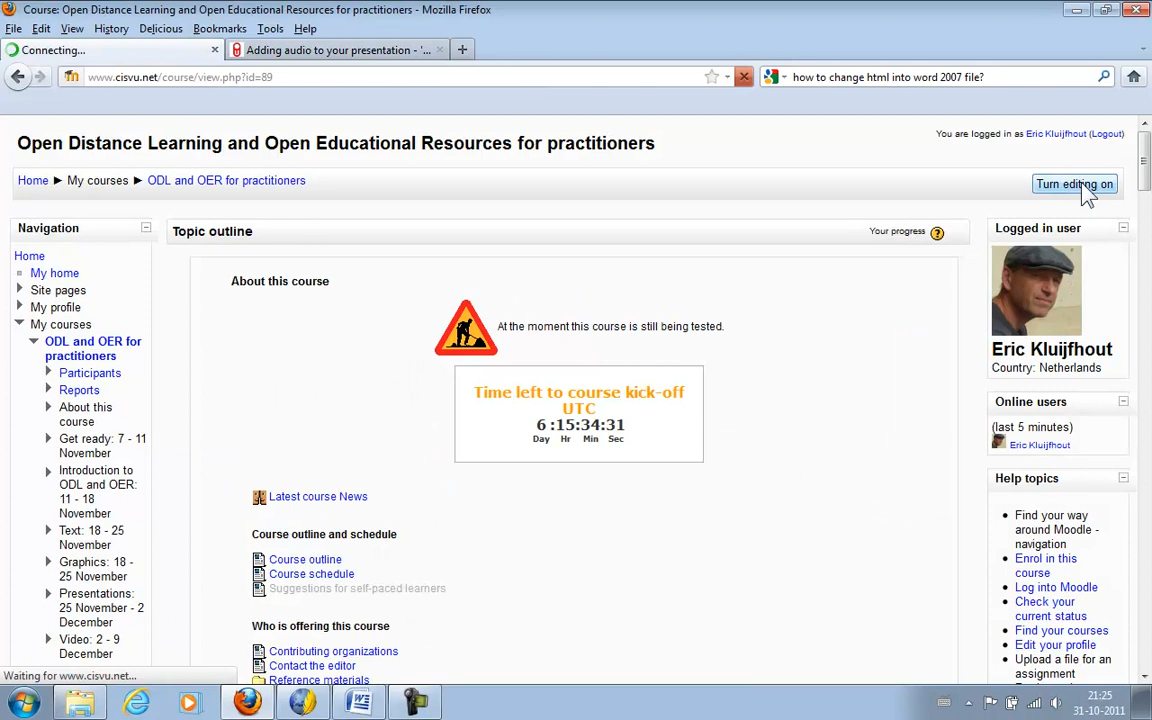 Course: Open Distance Learning and Open Educational Resources for practitioners - Mozilla Firefox
File Edit View History Delicious Bookmarks Tools Help
Connecting...
Adding audio to your presentation - '...
www.cisvu.net/course/view.php?id=89
how to change html into word 2007 file?
You are logged in as Eric Kluijfhout (Logout)
Open Distance Learning and Open Educational Resources for practitioners
Home ► My courses ► ODL and OER for practitioners
Turn editing on
Navigation
Home
My home
Site pages
My profile
My courses
ODL and OER for
practitioners
Participants
Reports
About this
course
Get ready: 7 - 11
November
Introduction to
ODL and OER:
11 - 18
November
Text: 18 - 25
November
Graphics: 18 -
25 November
Presentations:
25 November - 2
December
Video: 2 - 9
December
Topic outline
Your progress
About this course
At the moment this course is still being tested.
Time left to course kick-off
UTC
6 :15:34:31
Day Hr Min Sec
Latest course News
Course outline and schedule
Course outline
Course schedule
Suggestions for self-paced learners
Who is offering this course
Contributing organizations
Contact the editor
Reference materials
Logged in user
Eric Kluijfhout
Country: Netherlands
Online users
(last 5 minutes)
Eric Kluijfhout
Help topics
Find your way
around Moodle -
navigation
Enrol in this
course
Log into Moodle
Check your
current status
Find your courses
Edit your profile
Upload a file for an
assignment
Waiting for www.cisvu.net...
21:25
31-10-2011